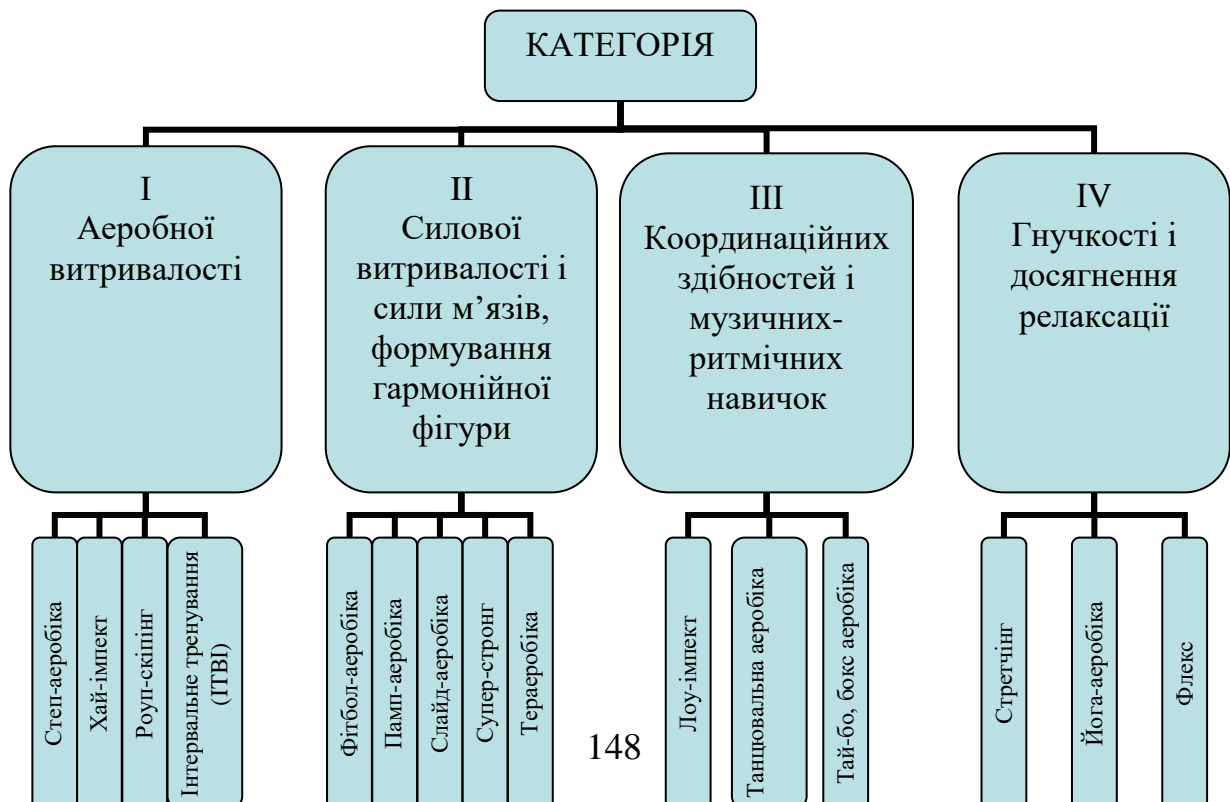 КАТЕГОРІЯ
I
Аеробної
витривалості
II
Силової
витривалості і
сили м’язів,
формування
гармонійної
фігури
III
Координаційних
здібностей і
музичних-
ритмічних
навичок
IV
Гнучкості і
досягнення
релаксації
Степ-аеробіка
Хай-імпект
Роуп-скіпінг
Інтервальне тренування
(ІТВІ)
Фітбол-аеробіка
Памп-аеробіка
Слайд-аеробіка
Супер-стронг
Тераеробіка
Лоу-імпект
Танцювальна аеробіка
Тай-бо, бокс аеробіка
Стретчінг
Йога-аеробіка
Флекс
148